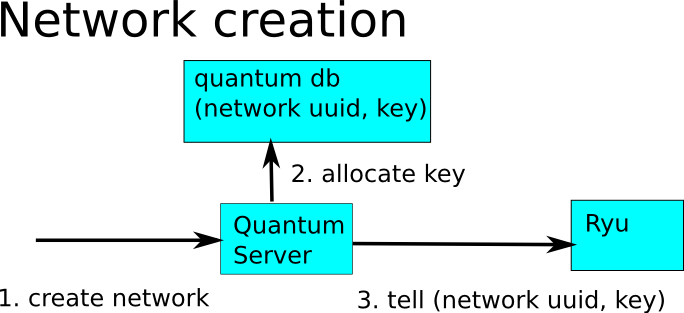 Network creation
quantum db
(network uuid, key)
2. allocate key
Quantum
Server
Ryu
1. create network
3. tell (network uuid, key)